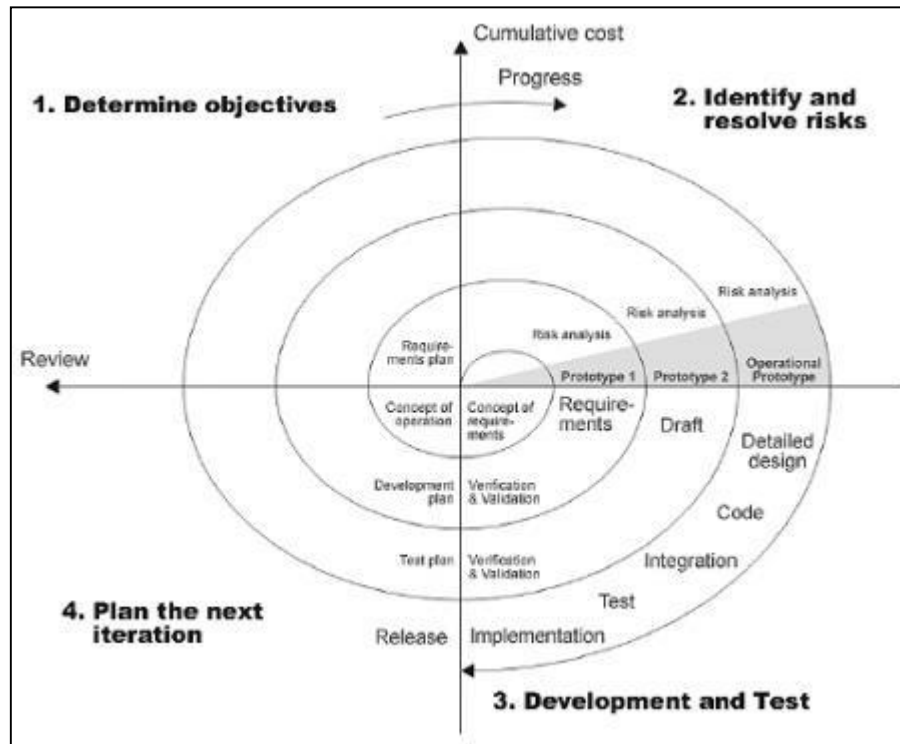 Cumulative cost
Progress
1. Determine objectives
2. Identify and
resolve risks
Risk analysis
Risk analysis
Risk analysis
Require-
ments plan
Review
Prototype 1
Prototype 2
Operational
Prototype
Concept of
operation
Concept of
require-
ments
Require-
ments
Draft
Detailed
design
Development
plan
Verification
& Validation
Code
Test plan
Verification
& Validation
Integration
Test
4. Plan the next
iteration
Release
Implementation
3. Development and Test